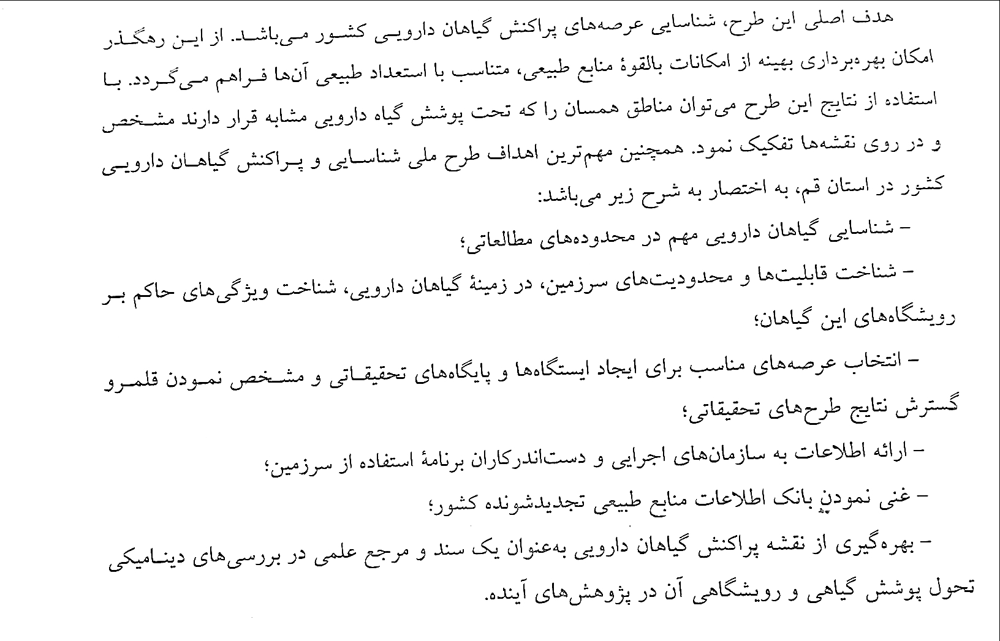 هدف اصلی این طرح، شناسایی عرصه‌های پراکنش گیاهان دارویی کشور می‌باشد. از این رهگذر
امکان بهره‌برداری بهینه از امکانات بالقوهٔ منابع طبیعی، متناسب با استعداد طبیعی آن‌ها فراهم می‌گردد. با
استفاده از نتایج این طرح می‌توان مناطق همسان را که تحت پوشش گیاه دارویی مشابه قرار دارند مشخص
و در روی نقشه‌ها تفکیک نمود. همچنین مهم‌ترین اهداف طرح ملی شناسایی و پراکنش گیاهان دارویی
کشور در استان قم، به اختصار به شرح زیر می‌باشد:
– شناسایی گیاهان دارویی مهم در محدوده‌های مطالعاتی؛
– شناخت قابلیت‌ها و محدودیت‌های سرزمین، در زمینهٔ گیاهان دارویی، شناخت ویژگی‌های حاکم بر
رویشگاه‌های این گیاهان؛
– انتخاب عرصه‌های مناسب برای ایجاد ایستگاه‌ها و پایگاه‌های تحقیقاتی و مشخص نمودن قلمرو
گسترش نتایج طرح‌های تحقیقاتی؛
– ارائه اطلاعات به سازمان‌های اجرایی و دست‌اندرکاران برنامهٔ استفاده از سرزمین؛
– غنی نمودن بانک اطلاعات منابع طبیعی تجدیدشونده کشور؛
– بهره‌گیری از نقشه پراکنش گیاهان دارویی به‌عنوان یک سند و مرجع علمی در بررسی‌های دینامیکی
تحول پوشش گیاهی و رویشگاهی آن در پژوهش‌های آینده.